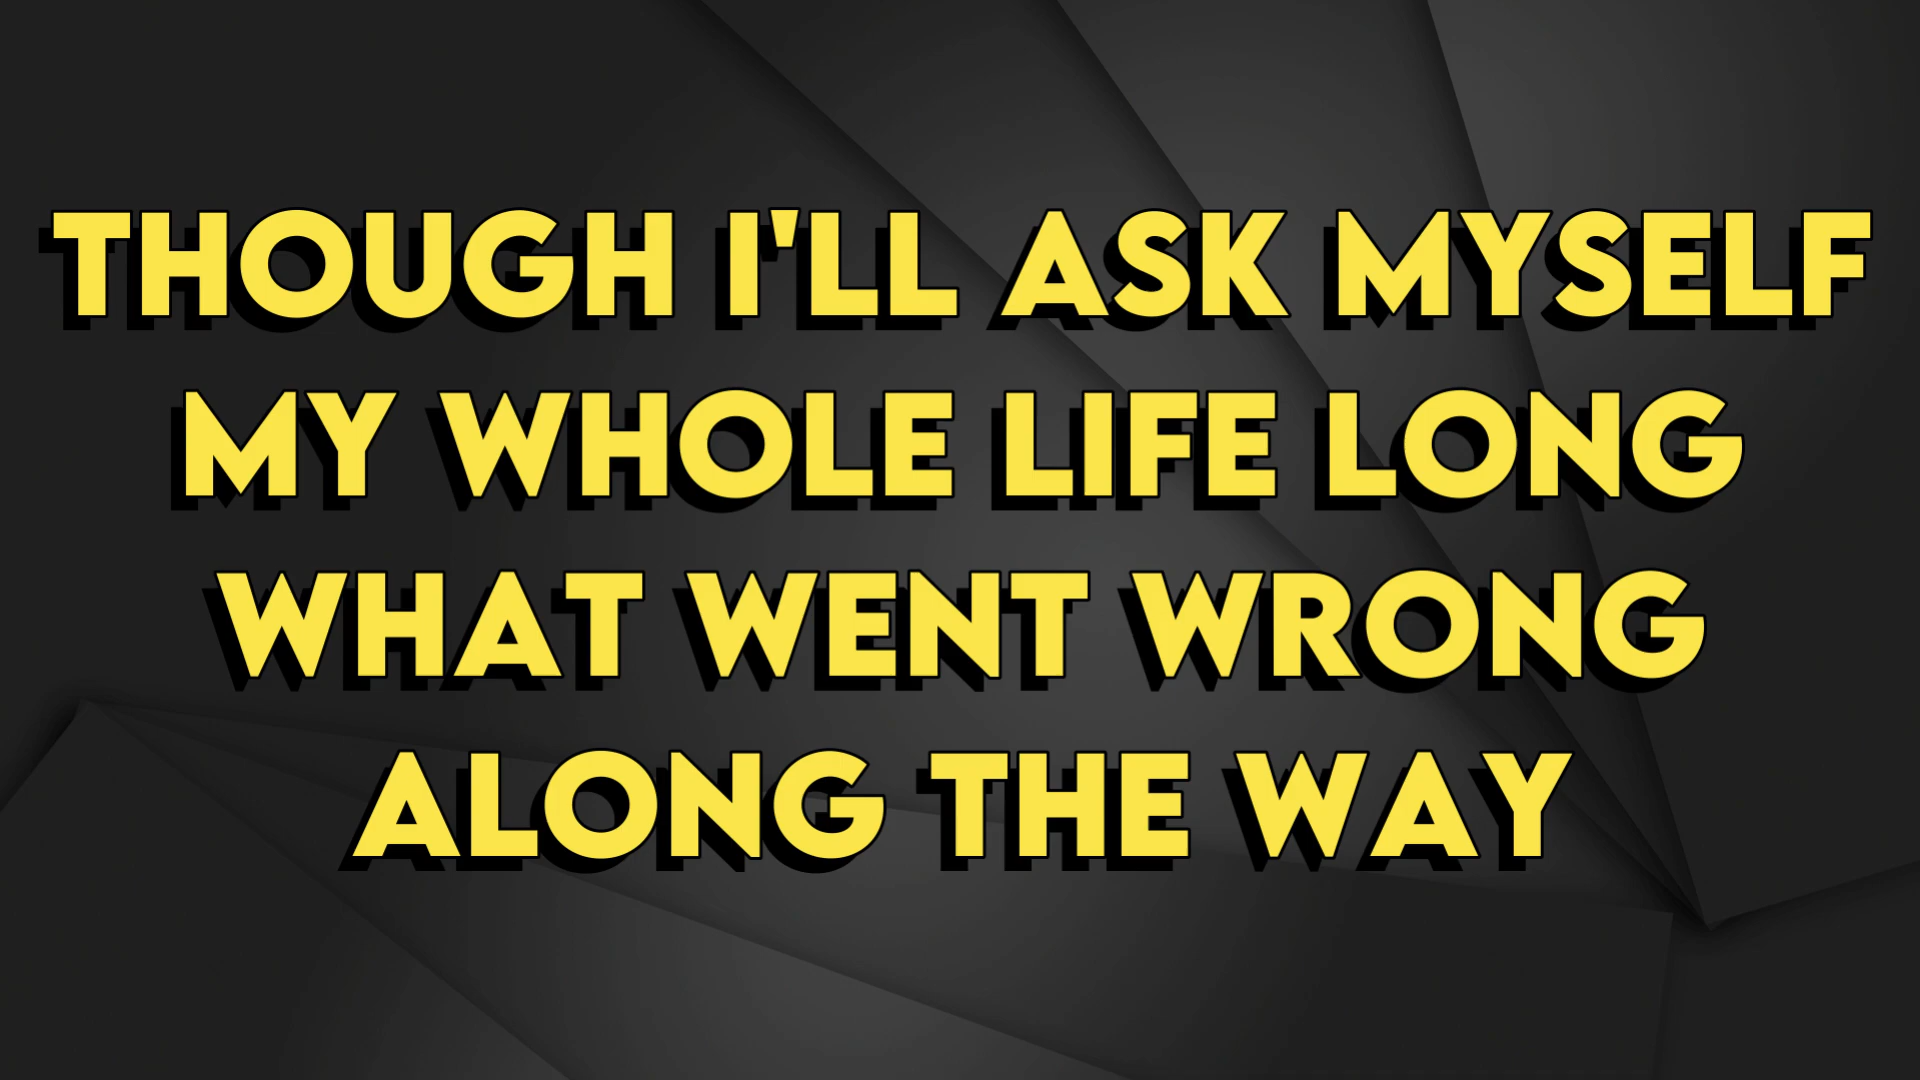 THOUGH I'LL ASK MYSELF
MY WHOLE LIFE LONG
WHAT WENT WRONG
ALONG THE WAY